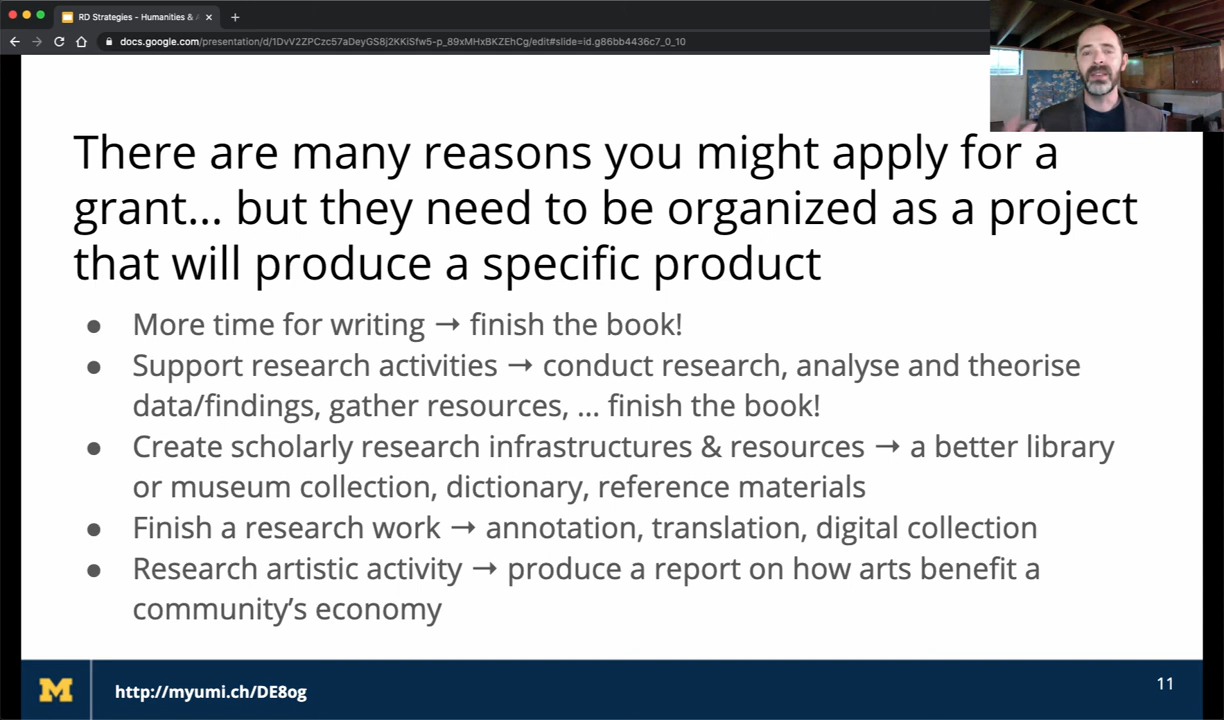 RD Strategies - Humanities &
docs.google.com/presentation/d/1DvV2ZPCzc57aDeyGS8j2KKiSfw5-p_89xMHxBKZEhCg/edit#slide=id.g86bb4436c7_0_10
There are many reasons you might apply for a
grant... but they need to be organized as a project
that will produce a specific product
● More time for writing → finish the book!
● Support research activities → conduct research, analyse and theorise
data/findings, gather resources, ... finish the book!
● Create scholarly research infrastructures & resources → a better library
or museum collection, dictionary, reference materials
● Finish a research work → annotation, translation, digital collection
● Research artistic activity → produce a report on how arts benefit a
community's economy
M
http://myumi.ch/DE8og
11